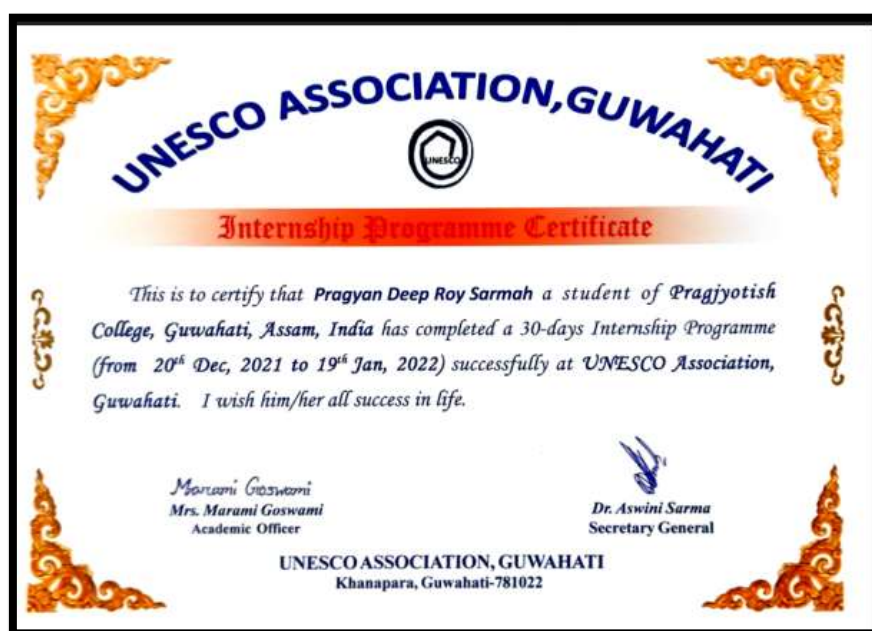 UNESCO ASSOCIATION, GUWAHATI
UNESCO
Internship Programme Certificate
This is to certify that Pragyan Deep Roy Sarmah a student of Pragjyotish
College, Guwahati, Assam, India has completed a 30-days Internship Programme
(from 20th Dec, 2021 to 19th Jan, 2022) successfully at UNESCO Association,
Guwahati. I wish him/her all success in life.
Marami Goswami
Mrs. Marami Goswami
Academic Officer
Dr. Aswini Sarma
Secretary General
UNESCO ASSOCIATION, GUWAHATI
Khanapara, Guwahati-781022